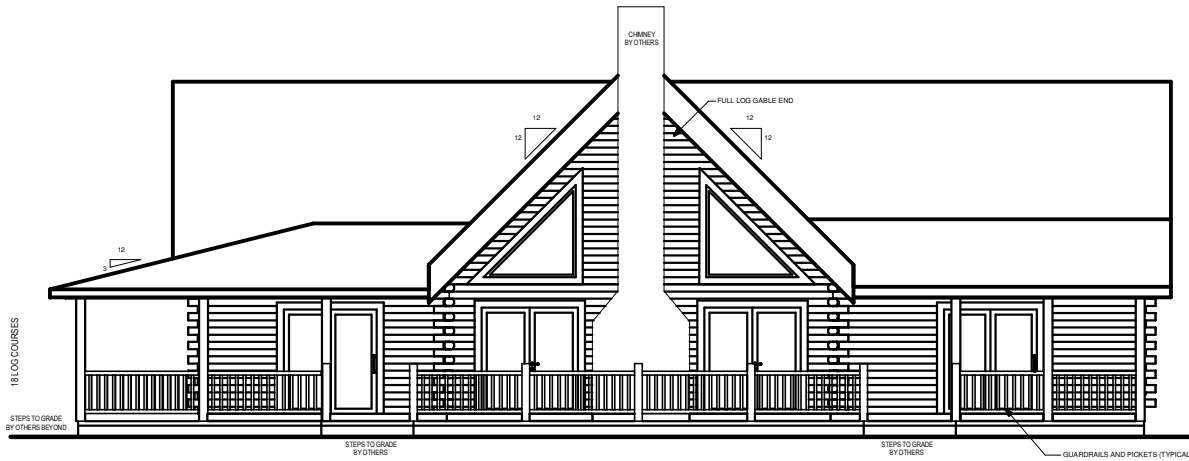 CHIMNEY
BY OTHERS
FULL LOG GABLE END
12
12
12
12
12
3
18 LOG COURSES
STEPS TO GRADE
BY OTHERS BEYOND
STEPS TO GRADE
BY OTHERS
STEPS TO GRADE
BY OTHERS
GUARDRAILS AND PICKETS (TYPICAL